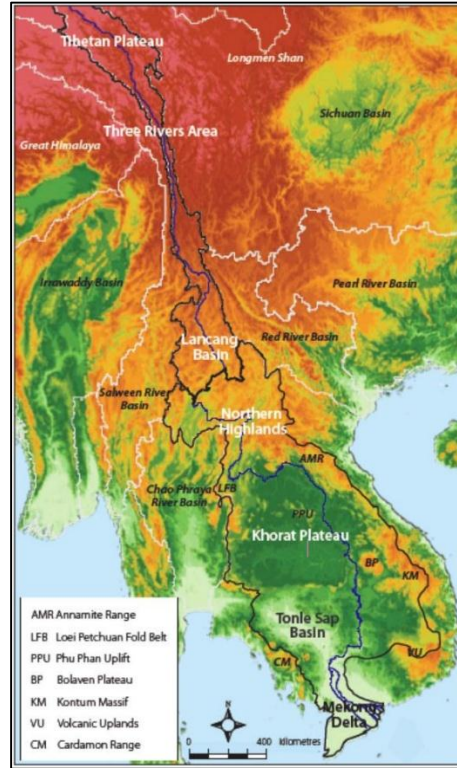 Tibetan Plateau
Longmen Shan
Sichuan Basin
Three Rivers Area
Great Himalaya
Irrawaddy Basin
Pearl River Basin
Red River Basin
Lancang
Basin
Salween River
Basin
Northern
Highlands
AMR
Chao Phraya
River Basin
LFB
PPU
Khorat Plateau
BP
KM
Tonle Sap
Basin
VU
CM
Mekong
Delta
AMR Annamite Range
LFB Loei Petchuan Fold Belt
PPU Phu Phan Uplift
BP Bolaven Plateau
KM Kontum Massif
VU Volcanic Uplands
CM Cardamon Range
N
0 400 kilometres